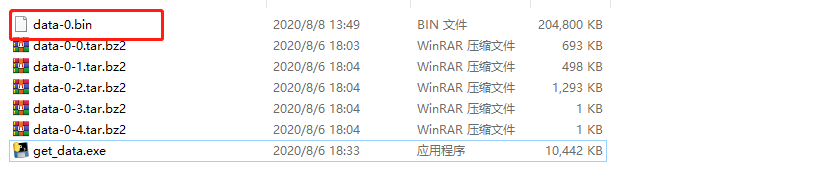 data-0.bin 2020/8/8 13:49 BIN 文件 204,800 KB
data-0-0.tar.bz2 2020/8/6 18:03 WinRAR 压缩文件 693 KB
data-0-1.tar.bz2 2020/8/6 18:04 WinRAR 压缩文件 498 KB
data-0-2.tar.bz2 2020/8/6 18:04 WinRAR 压缩文件 1,293 KB
data-0-3.tar.bz2 2020/8/6 18:04 WinRAR 压缩文件 1 KB
data-0-4.tar.bz2 2020/8/6 18:04 WinRAR 压缩文件 1 KB
get_data.exe 2020/8/6 18:33 应用程序 10,442 KB